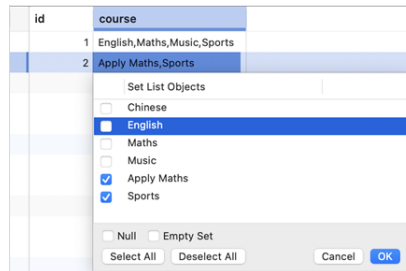 id course
1 English,Maths,Music,Sports
2 Apply Maths,Sports
Set List Objects
Chinese
English
Maths
Music
Apply Maths
Sports
Null Empty Set
Select All Deselect All Cancel OK